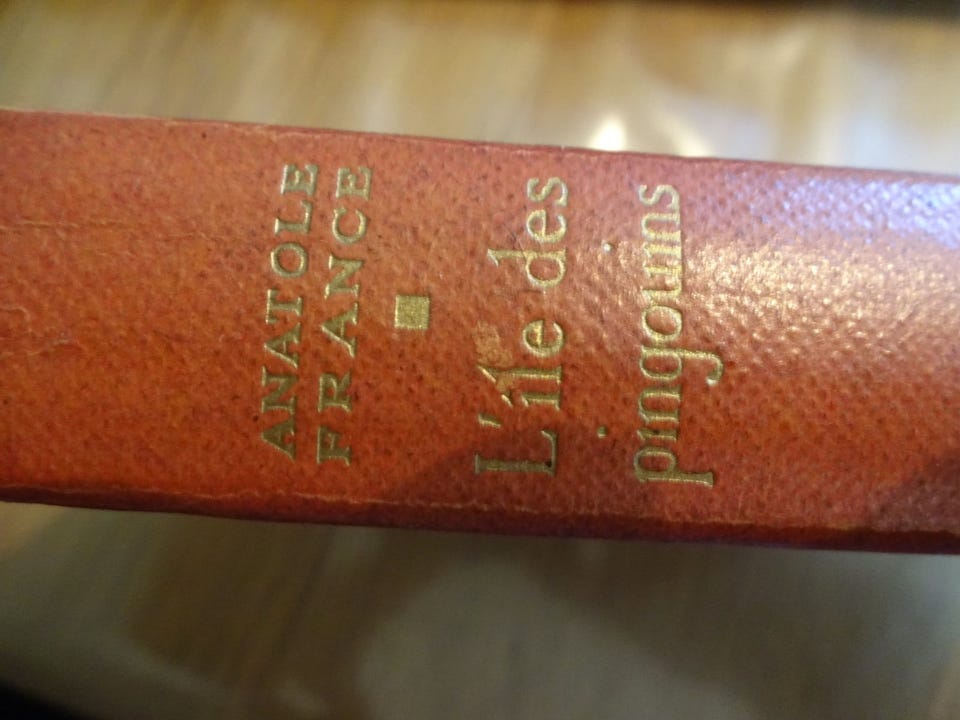 ANATOLE
FRANCE
L'île des
pingouins